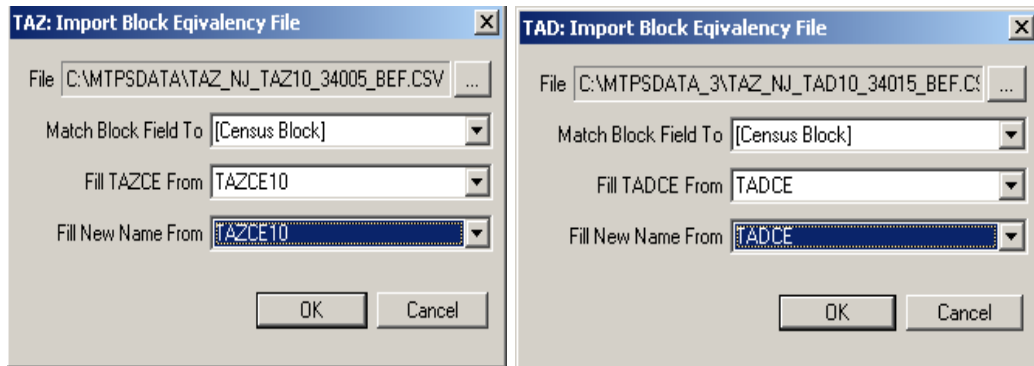 TAZ: Import Block Eqivalency File
File C:\MTPSDATA\TAZ_NJ_TAZ10_34005_BEF.CSV ...
Match Block Field To [Census Block]
Fill TAZCE From TAZCE10
Fill New Name From TAZCE10
OK Cancel
TAD: Import Block Eqivalency File
File C:\MTPSDATA_3\TAZ_NJ_TAD10_34015_BEF.CS ...
Match Block Field To [Census Block]
Fill TADCE From TADCE
Fill New Name From TADCE
OK Cancel